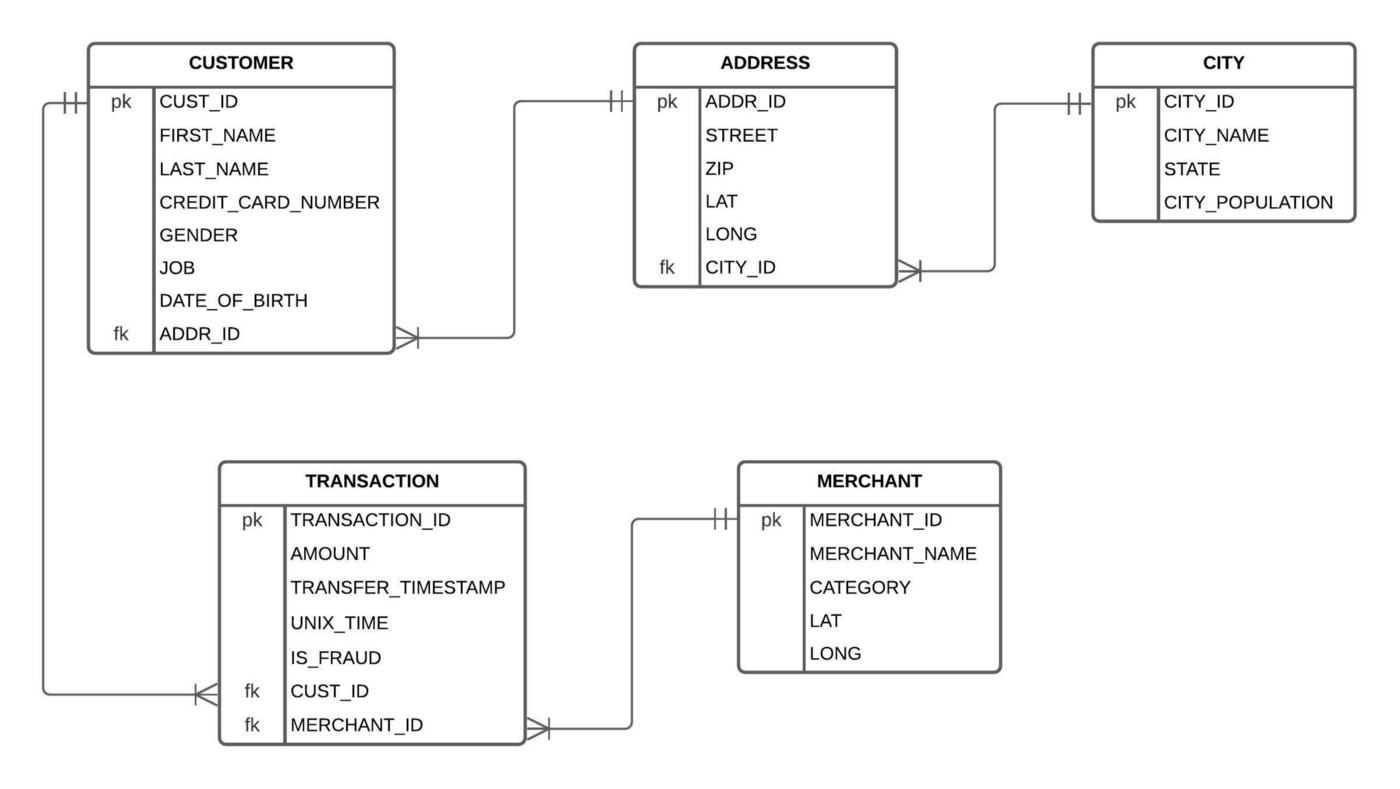 CUSTOMER
pk CUST_ID
FIRST_NAME
LAST_NAME
CREDIT_CARD_NUMBER
GENDER
JOB
DATE_OF_BIRTH
fk ADDR_ID
ADDRESS
pk ADDR_ID
STREET
ZIP
LAT
LONG
fk CITY_ID
CITY
pk CITY_ID
CITY_NAME
STATE
CITY_POPULATION
TRANSACTION
pk TRANSACTION_ID
AMOUNT
TRANSFER_TIMESTAMP
UNIX_TIME
IS_FRAUD
fk CUST_ID
fk MERCHANT_ID
MERCHANT
pk MERCHANT_ID
MERCHANT_NAME
CATEGORY
LAT
LONG